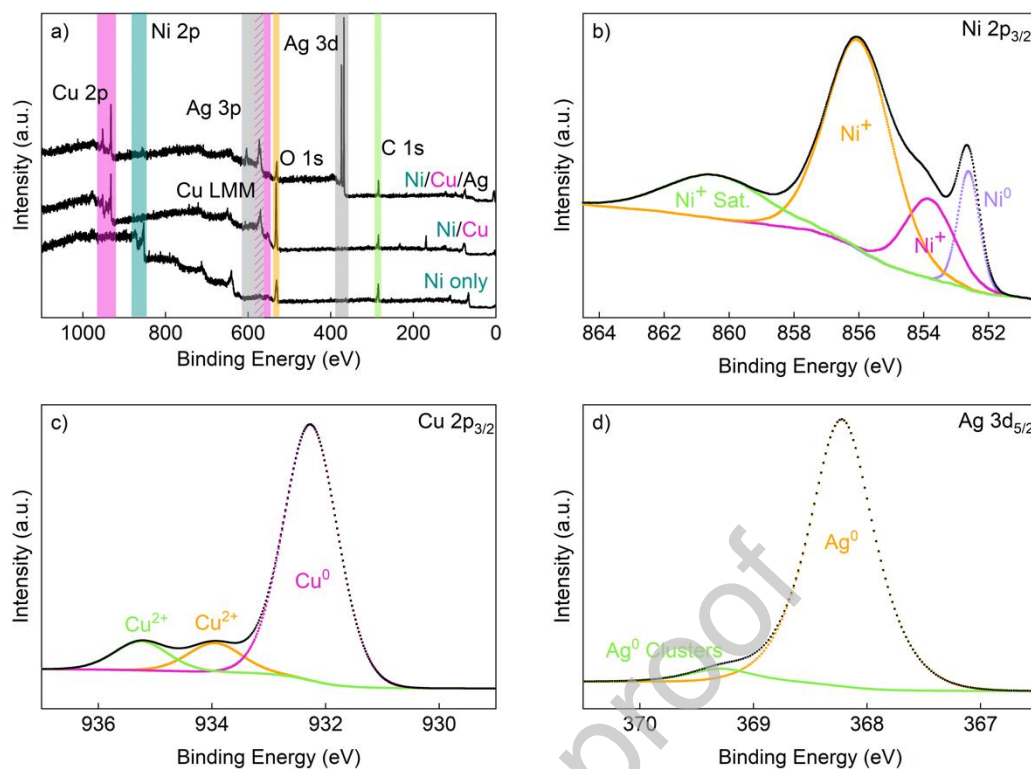 a)
Ni 2p
Ag 3d
Cu 2p
Ag 3p
O 1s
C 1s
Ni/Cu/Ag
Cu LMM
Ni/Cu
Ni only
Intensity (a.u.)
1000 800 600 400 200 0
Binding Energy (eV)
b)
Ni 2p3/2
Ni+
Ni+ Sat.
Ni+
Ni0
Intensity (a.u.)
864 862 860 858 856 854 852
Binding Energy (eV)
c)
Cu 2p3/2
Cu0
Cu2+
Cu2+
Intensity (a.u.)
936 934 932 930
Binding Energy (eV)
d)
Ag 3d5/2
Ag0
Ag0 Clusters
Intensity (a.u.)
370 369 368 367
Binding Energy (eV)
proof